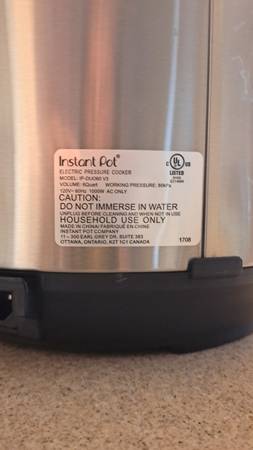 Instant Pot®
ELECTRIC PRESSURE COOKER
MODEL: IP-DUO60 V3
VOLUME: 6Quart WORKING PRESSURE: 80kPa
120V~ 60Hz 1000W AC ONLY
CAUTION:
DO NOT IMMERSE IN WATER
UNPLUG BEFORE CLEANING AND WHEN NOT IN USE
HOUSEHOLD USE ONLY
MADE IN CHINA/ FABRIQUÉ EN CHINE
INSTANT POT COMPANY
11 – 300 EARL GREY DR, SUITE 383
OTTAWA, ONTARIO, K2T 1C1 CANADA
1708
C UL US
LISTED